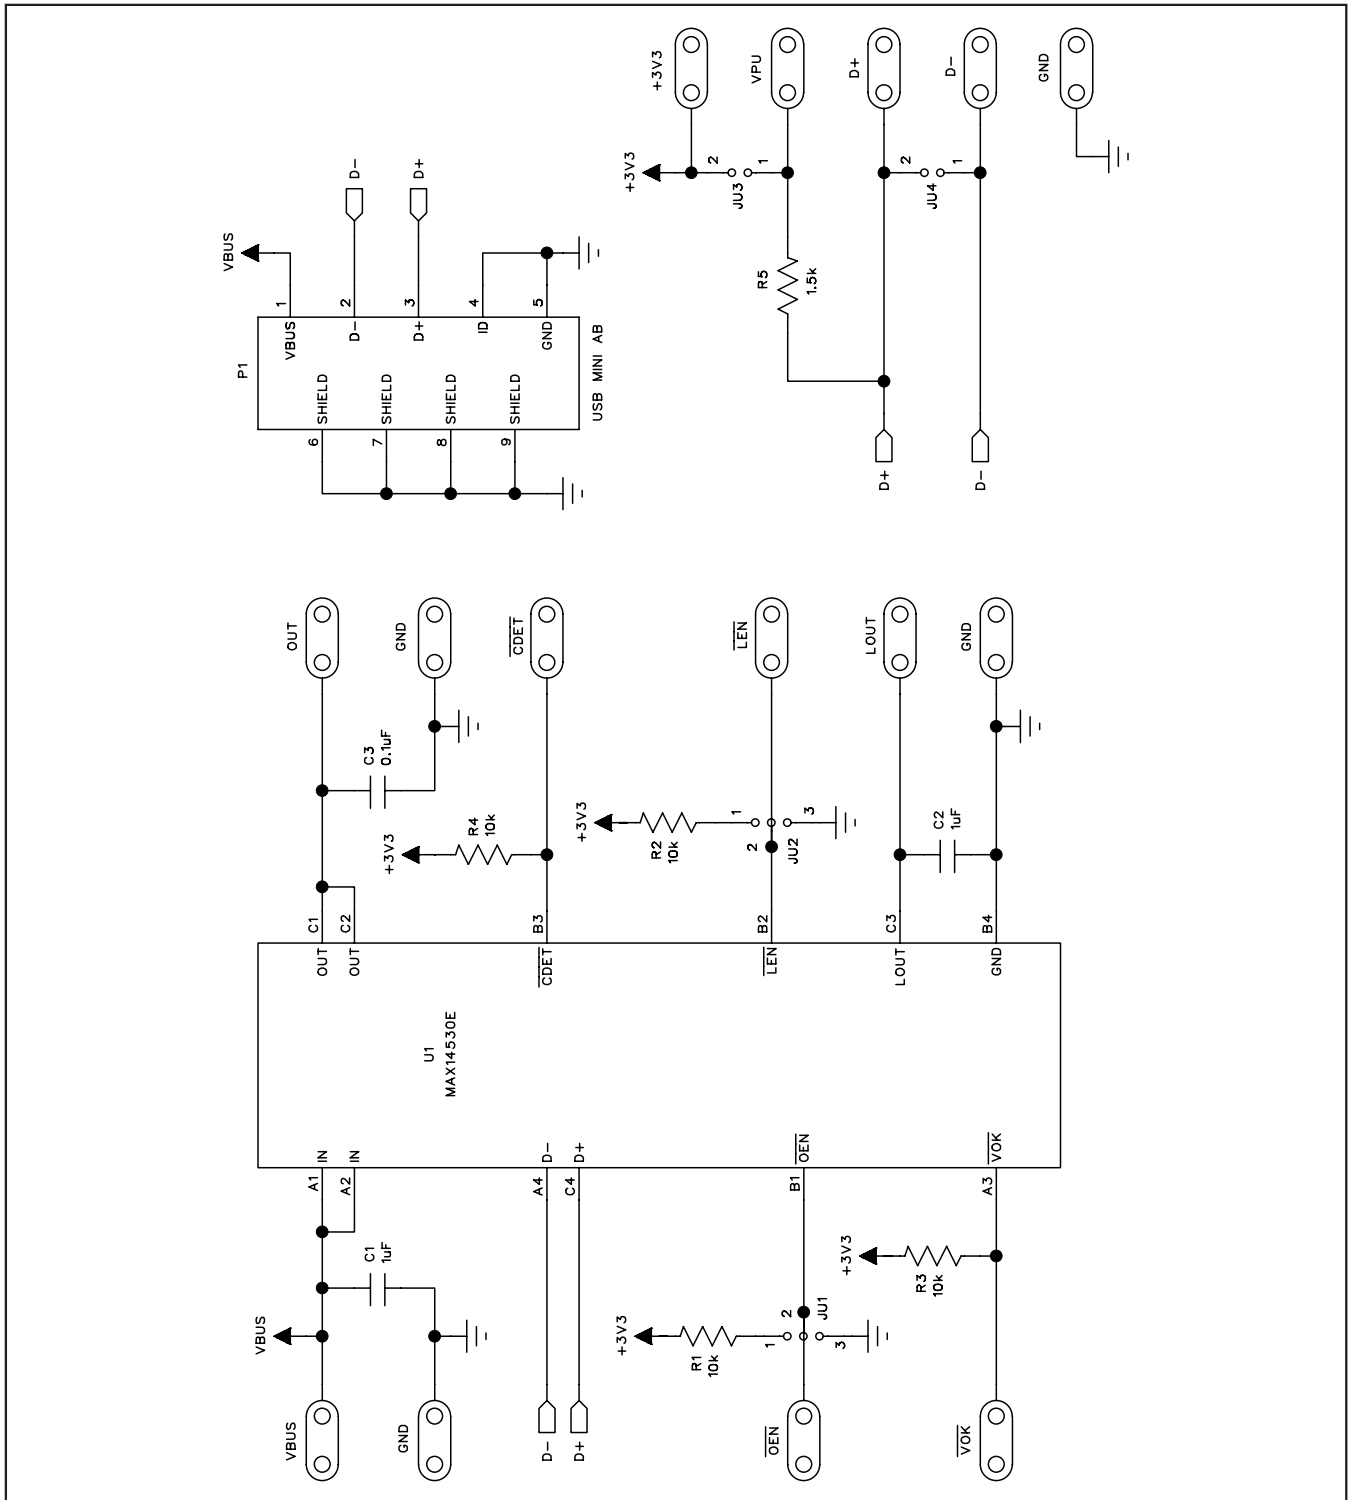 VBUS
GND
D-
D+
OEN
VOK
VBUS
C1
1uF
+3V3
R1
10k
1
2
JU1
3
+3V3
R3
10k
A1
A2
A4
C4
B1
A3
IN
IN
D-
D+
OEN
VOK
U1
MAX14530E
OUT
OUT
CDET
LEN
LOUT
GND
C1
C2
B3
B2
C3
B4
+3V3
R4
10k
C3
0.1uF
+3V3
R2
10k
1
2
JU2
3
C2
1uF
OUT
GND
CDET
LEN
LOUT
GND
P1
USB MINI AB
6
SHIELD
7
SHIELD
8
SHIELD
9
SHIELD
VBUS
D-
D+
ID
GND
1
2
3
4
5
VBUS
D-
D+
D+
D-
R5
1.5k
+3V3
2
JU3
1
2
JU4
1
+3V3
VPU
D+
D-
GND